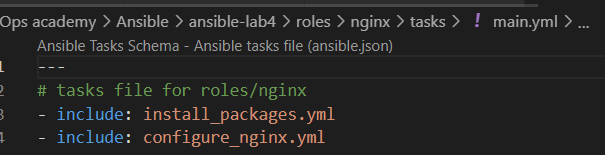 Ops academy > Ansible > ansible-lab4 > roles > nginx > tasks > ! main.yml > ...
Ansible Tasks Schema - Ansible tasks file (ansible.json)
1 ---
2 # tasks file for roles/nginx
3 - include: install_packages.yml
4 - include: configure_nginx.yml